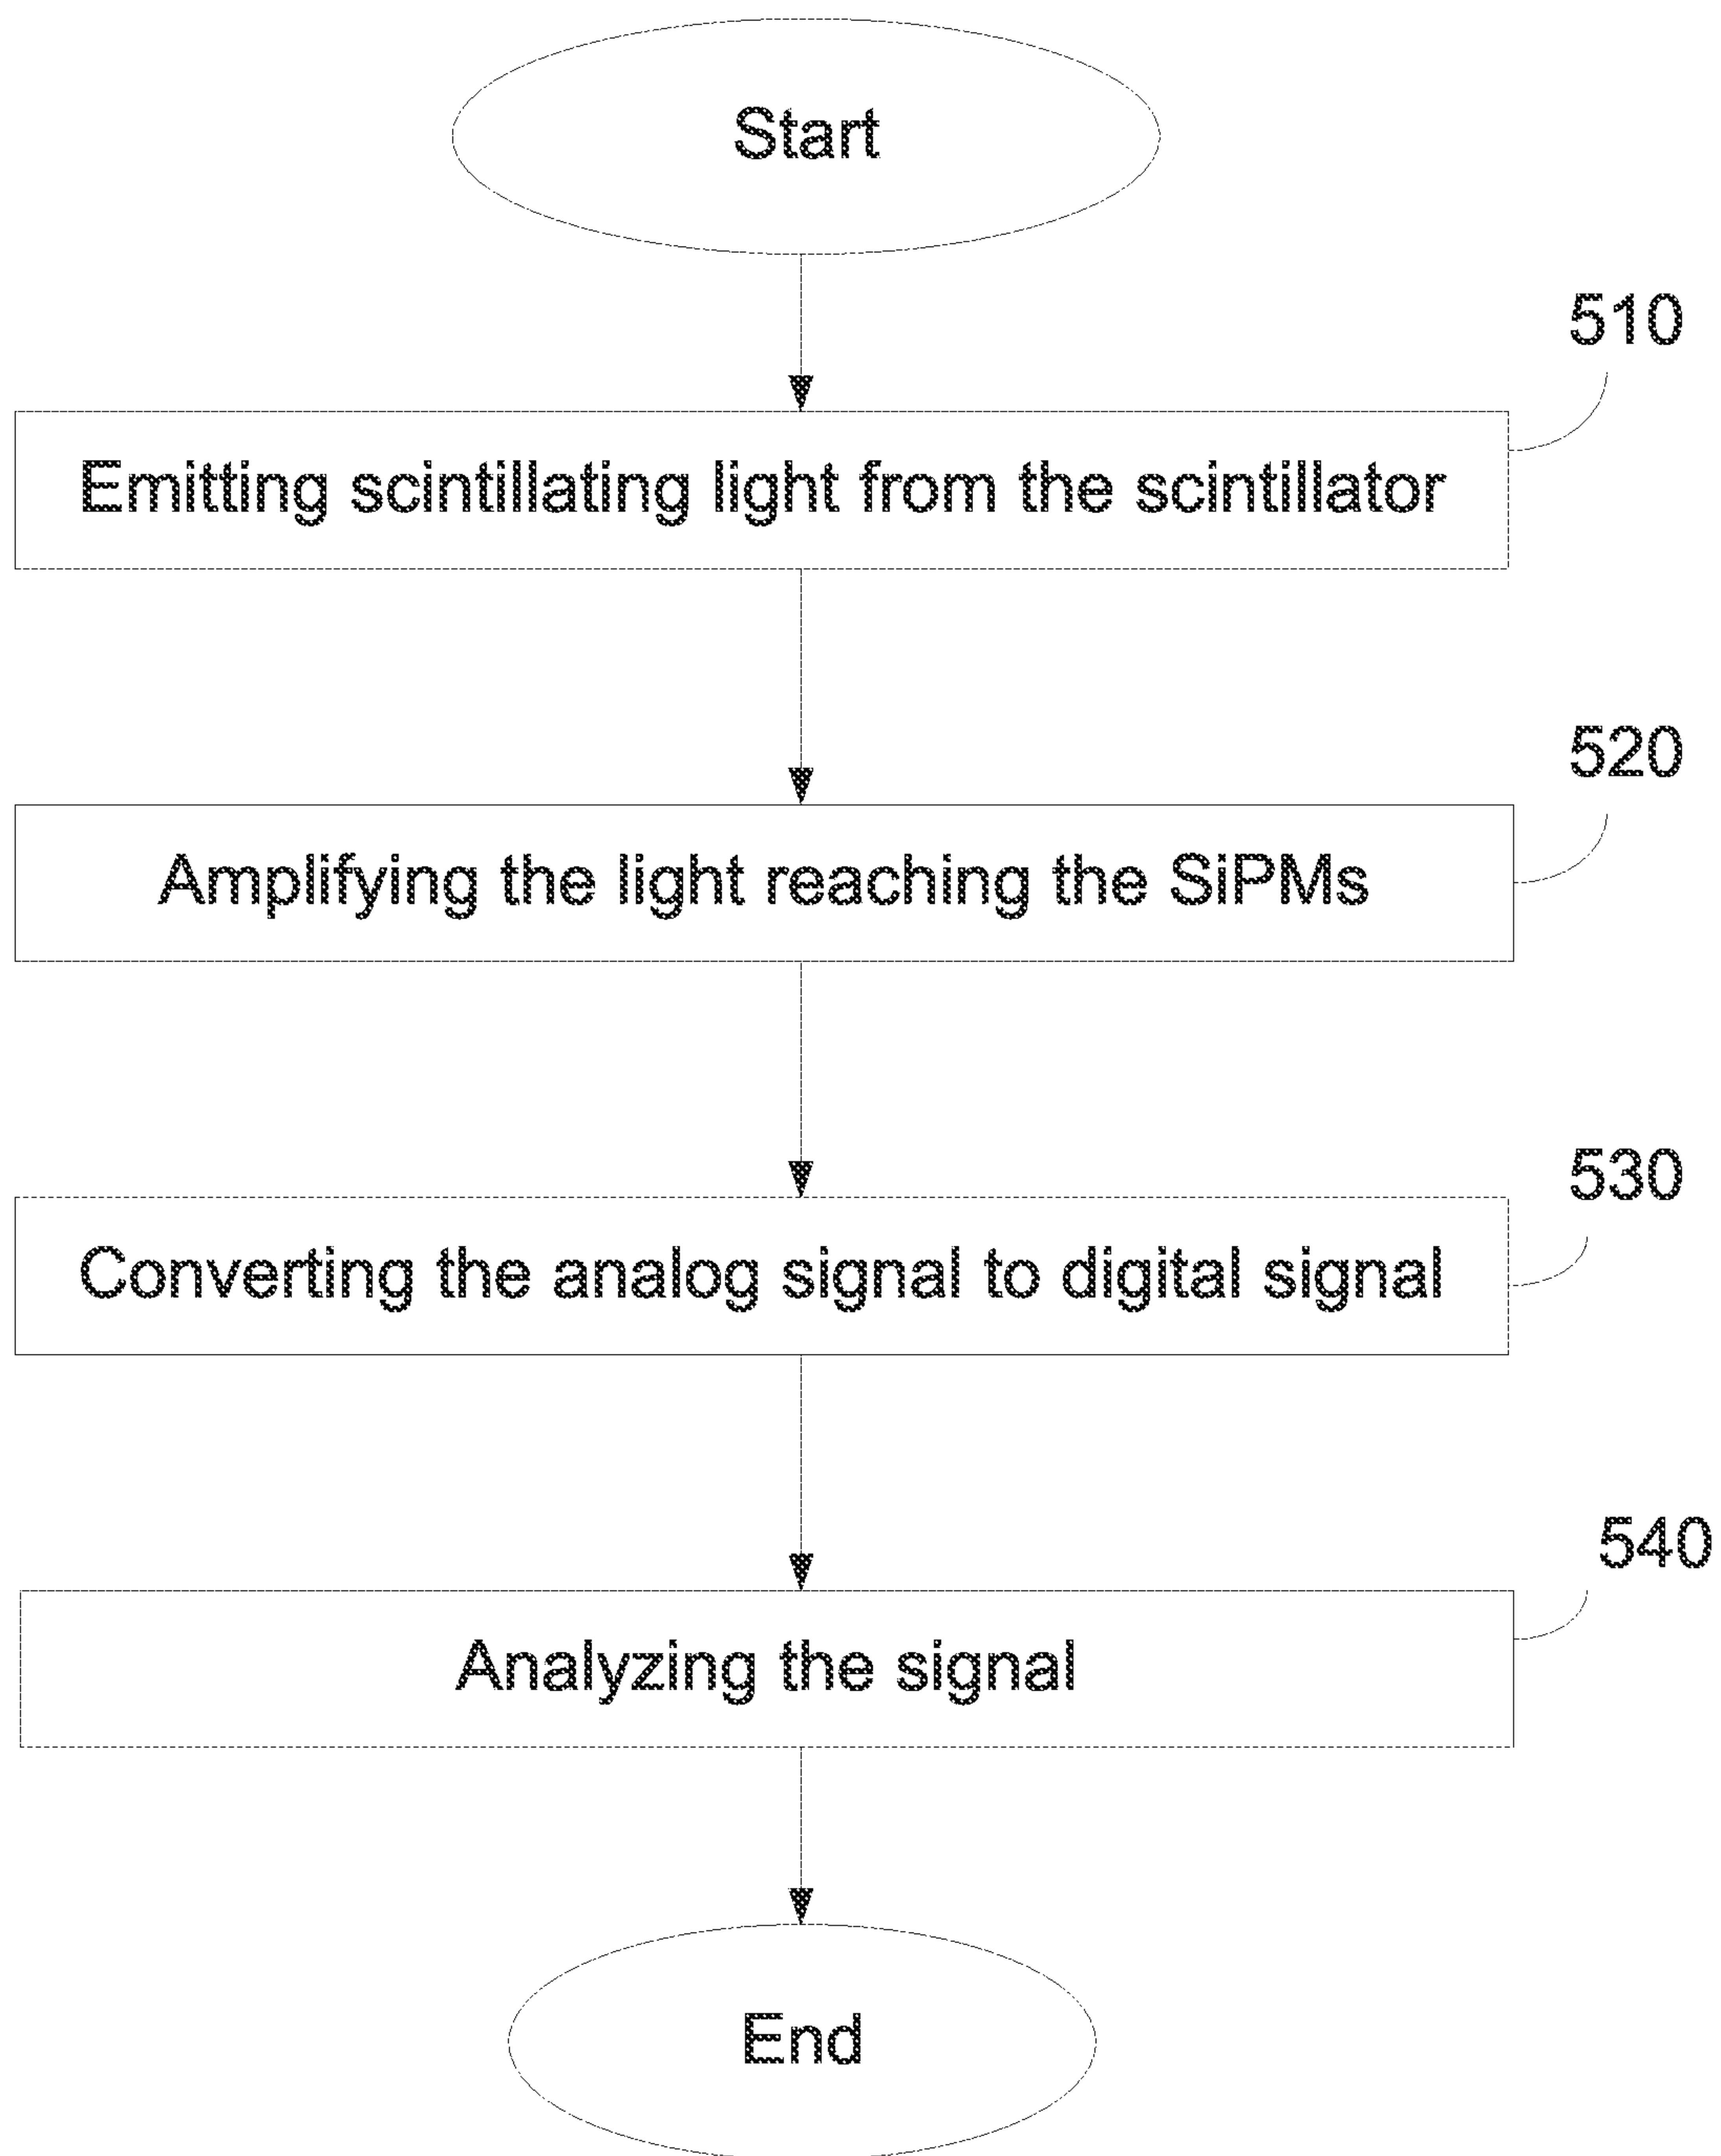 Start
510
Emitting scintillating light from the scintillator
520
Amplifying the light reaching the SiPMs
530
Converting the analog signal to digital signal
540
Analyzing the signal
End